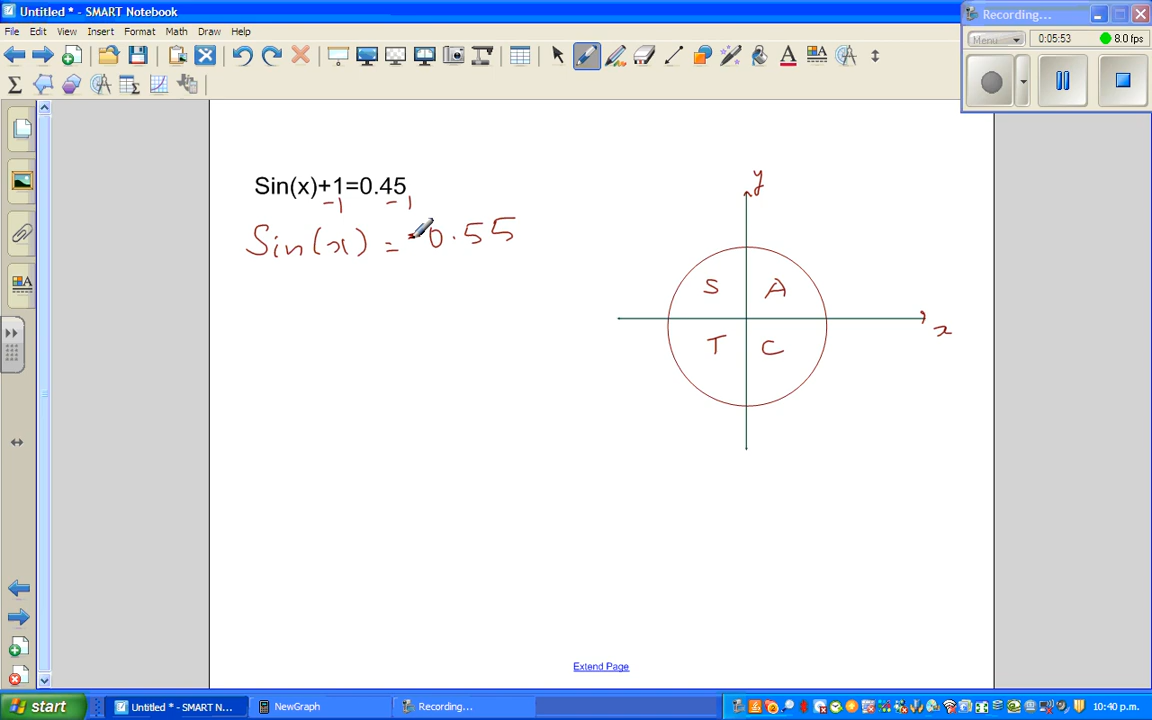 Untitled * - SMART Notebook
File Edit View Insert Format Math Draw Help
Recording...
Menu 0:05:53 8.0 fps
Sin(x)+1=0.45
-1 -1
Sin(x) = -0.55
y
S A
x
T C
Extend Page
start Untitled * - SMART N... NewGraph Recording... 10:40 p.m.